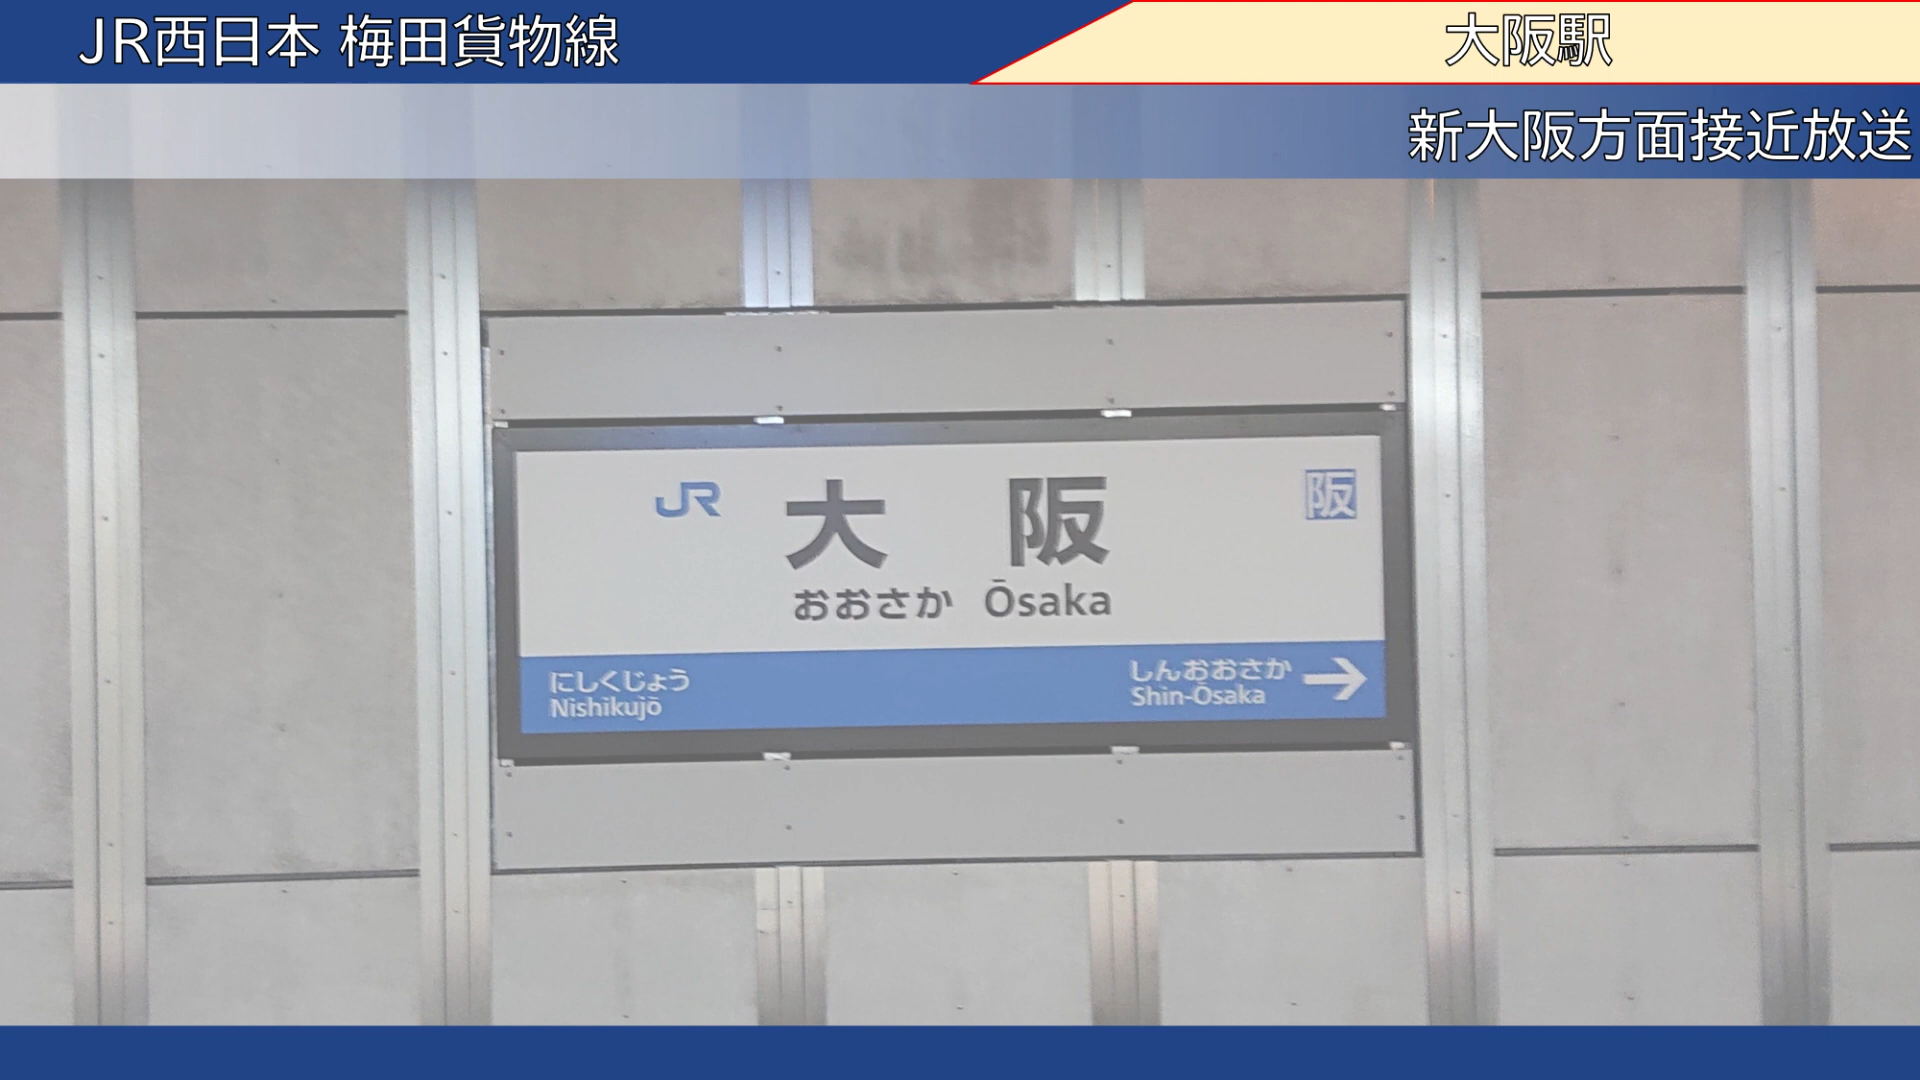 JR西日本 梅田貨物線
大阪駅
新大阪方面接近放送
JR 大阪 阪
おおさか Ōsaka
にしくじょう しんおおさか →
Nishikujō Shin-Ōsaka